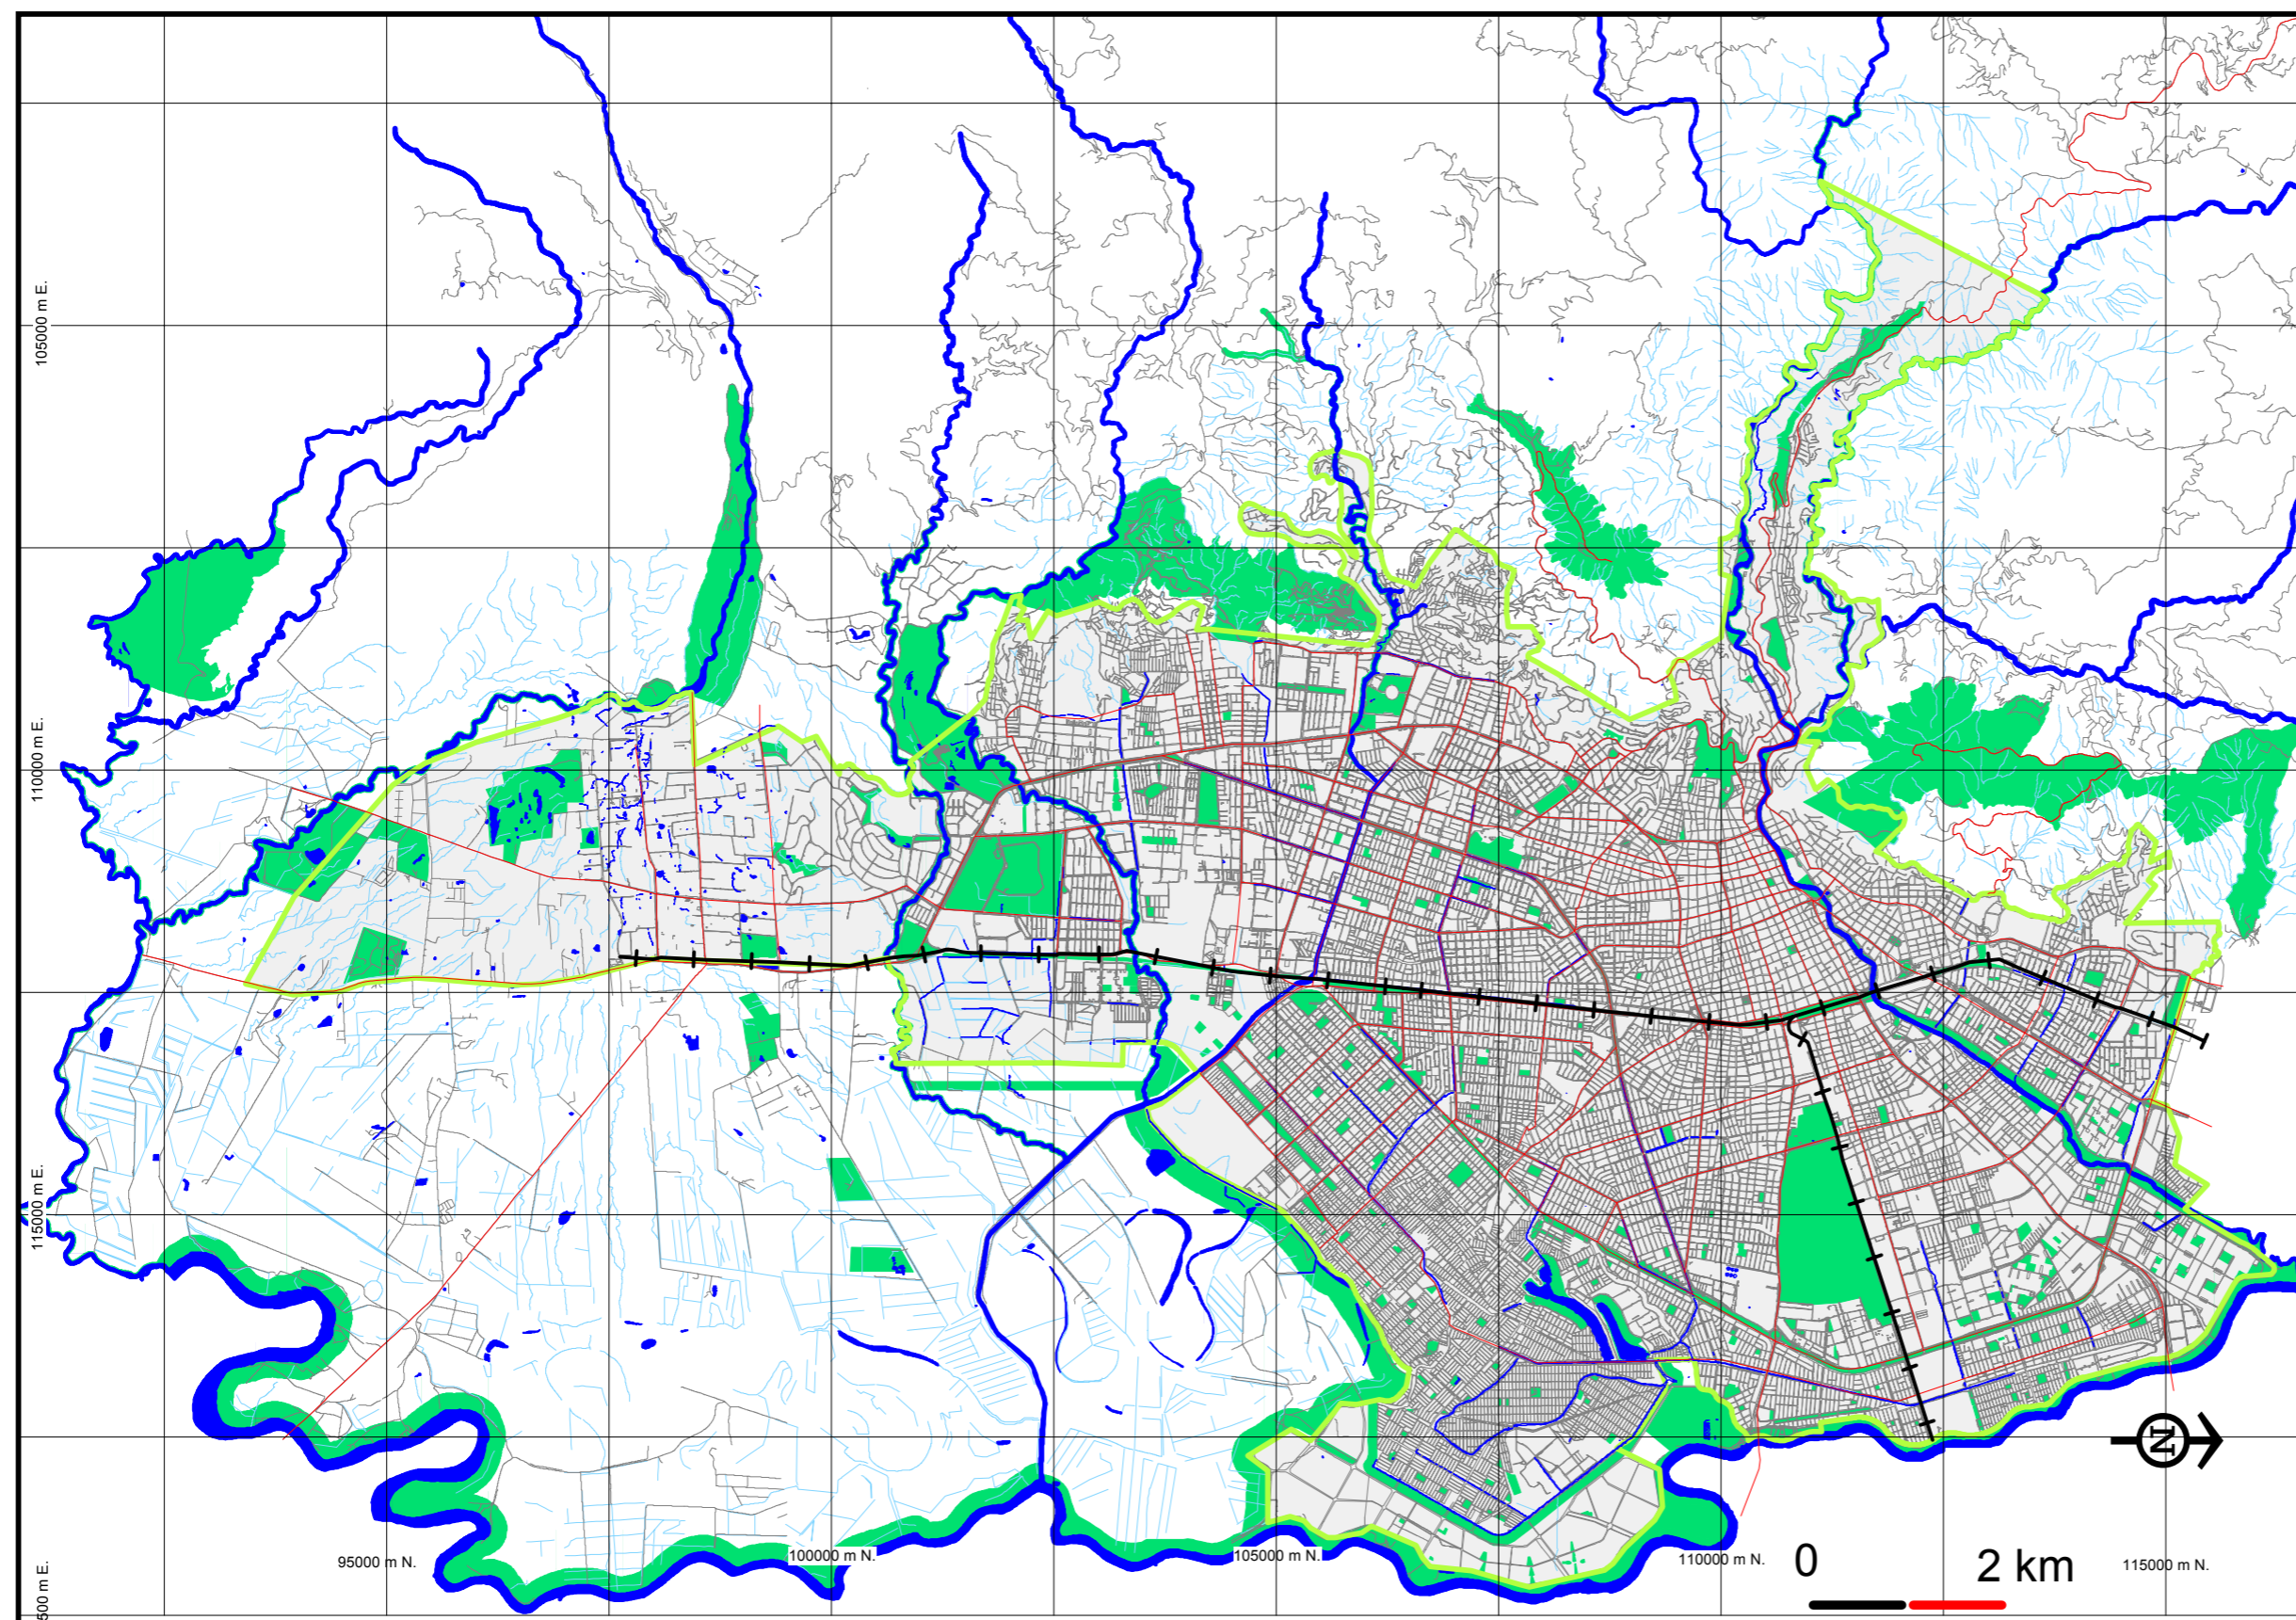 105000 m E.
110000 m E.
115000 m E.
500 m E.
95000 m N.
100000 m N.
105000 m N.
110000 m N.
115000 m N.
0
2 km
N